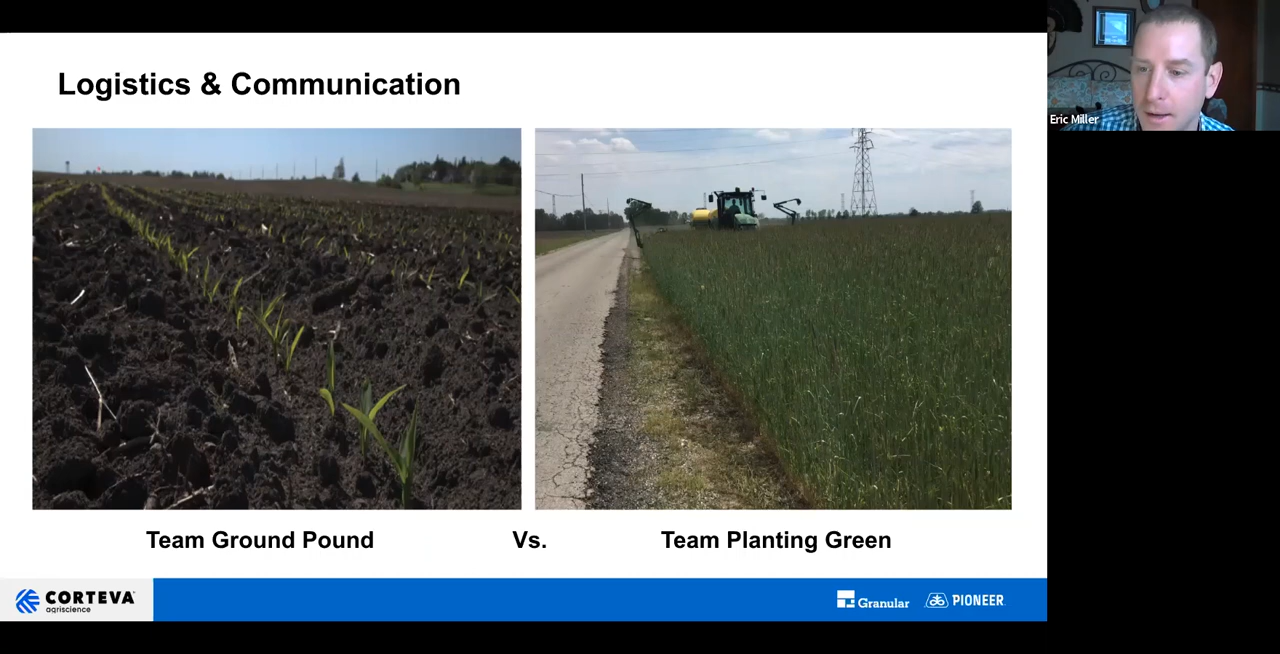 Logistics & Communication
Eric Miller
Team Ground Pound
Vs.
Team Planting Green
CORTEVA
agriscience
Granular
PIONEER